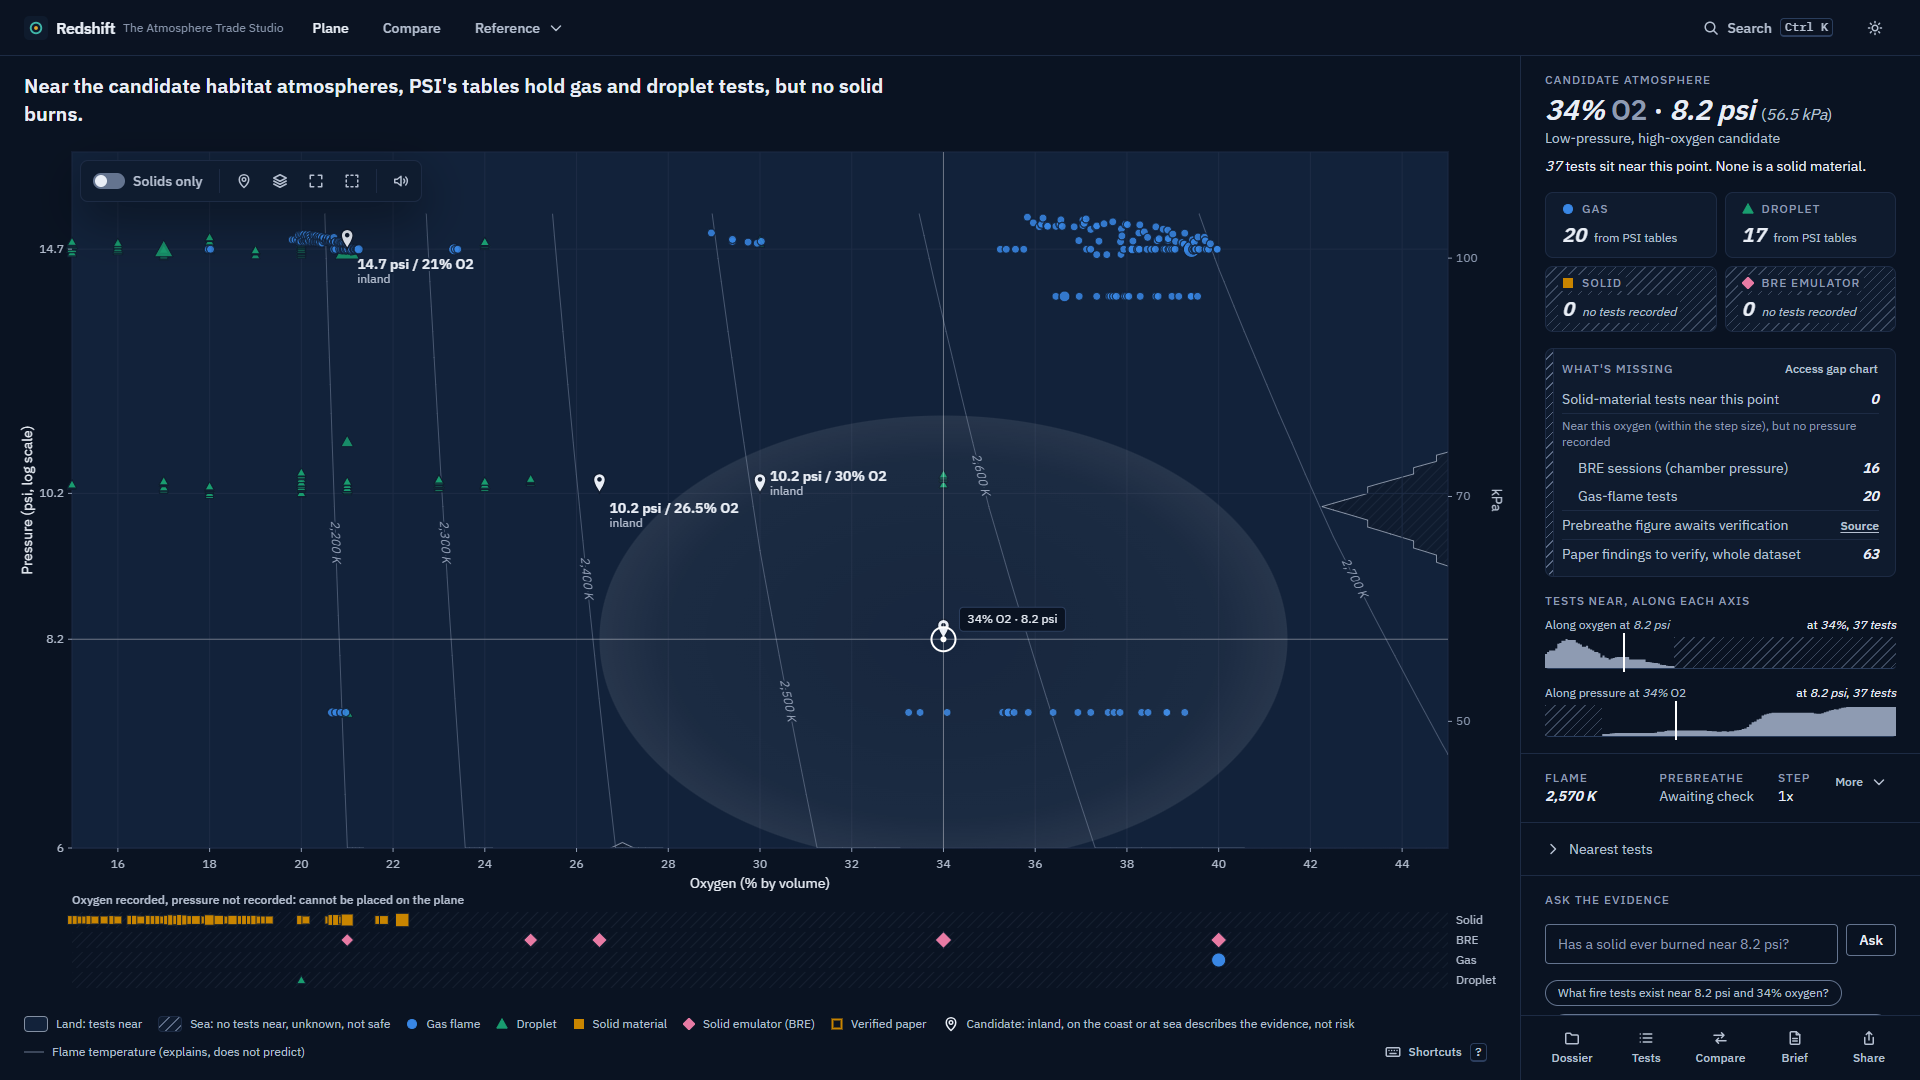 Redshift The Atmosphere Trade Studio Plane Compare Reference Search Ctrl K
Near the candidate habitat atmospheres, PSI's tables hold gas and droplet tests, but no solid
burns.
Solids only
14.7 psi / 21% O2
inland
10.2 psi / 30% O2
inland
10.2 psi / 26.5% O2
inland
34% O2 · 8.2 psi
2,200 K
2,300 K
2,400 K
2,500 K
2,600 K
2,700 K
Pressure (psi, log scale)
14.7
10.2
8.2
6
100
70
50
kPa
16 18 20 22 24 26 28 30 32 34 36 38 40 42 44
Oxygen (% by volume)
Oxygen recorded, pressure not recorded: cannot be placed on the plane
Solid
BRE
Gas
Droplet
Land: tests near Sea: no tests near, unknown, not safe Gas flame Droplet Solid material Solid emulator (BRE) Verified paper Candidate: inland, on the coast or at sea describes the evidence, not risk
Flame temperature (explains, does not predict) Shortcuts ?
CANDIDATE ATMOSPHERE
34% O2 · 8.2 psi (56.5 kPa)
Low-pressure, high-oxygen candidate
37 tests sit near this point. None is a solid material.
GAS
20 from PSI tables
DROPLET
17 from PSI tables
SOLID
0 no tests recorded
BRE EMULATOR
0 no tests recorded
WHAT'S MISSING Access gap chart
Solid-material tests near this point 0
Near this oxygen (within the step size), but no pressure
recorded
BRE sessions (chamber pressure) 16
Gas-flame tests 20
Prebreathe figure awaits verification Source
Paper findings to verify, whole dataset 63
TESTS NEAR, ALONG EACH AXIS
Along oxygen at 8.2 psi at 34%, 37 tests
Along pressure at 34% O2 at 8.2 psi, 37 tests
FLAME PREBREATHE STEP More
2,570 K Awaiting check 1x
Nearest tests
ASK THE EVIDENCE
Has a solid ever burned near 8.2 psi? Ask
What fire tests exist near 8.2 psi and 34% oxygen?
Dossier Tests Compare Brief Share